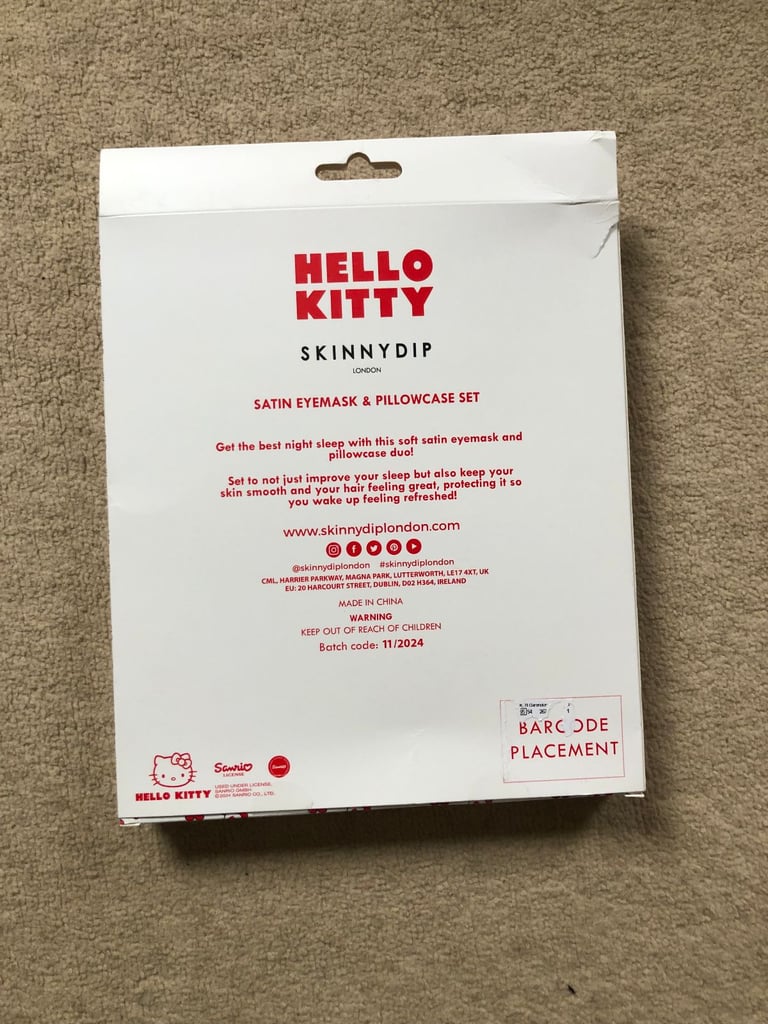 HELLO
KITTY
SKINNYDIP
LONDON
SATIN EYEMASK & PILLOWCASE SET
Get the best night sleep with this soft satin eyemask and
pillowcase duo!
Set to not just improve your sleep but also keep your
skin smooth and your hair feeling great, protecting it so
you wake up feeling refreshed!
www.skinnydiplondon.com
@skinnydiplondon #skinnydiplondon
CML, HARRIER PARKWAY, MAGNA PARK, LUTTERWORTH, LE17 4XT, UK
EU: 20 HARCOURT STREET, DUBLIN, D02 H364, IRELAND
MADE IN CHINA
WARNING
KEEP OUT OF REACH OF CHILDREN
Batch code: 11/2024
BARCODE
PLACEMENT
HELLO KITTY
Sanrio
LICENSE
Sanrio
USED UNDER LICENSE,
SANRIO GMBH
©2024 SANRIO CO., LTD.